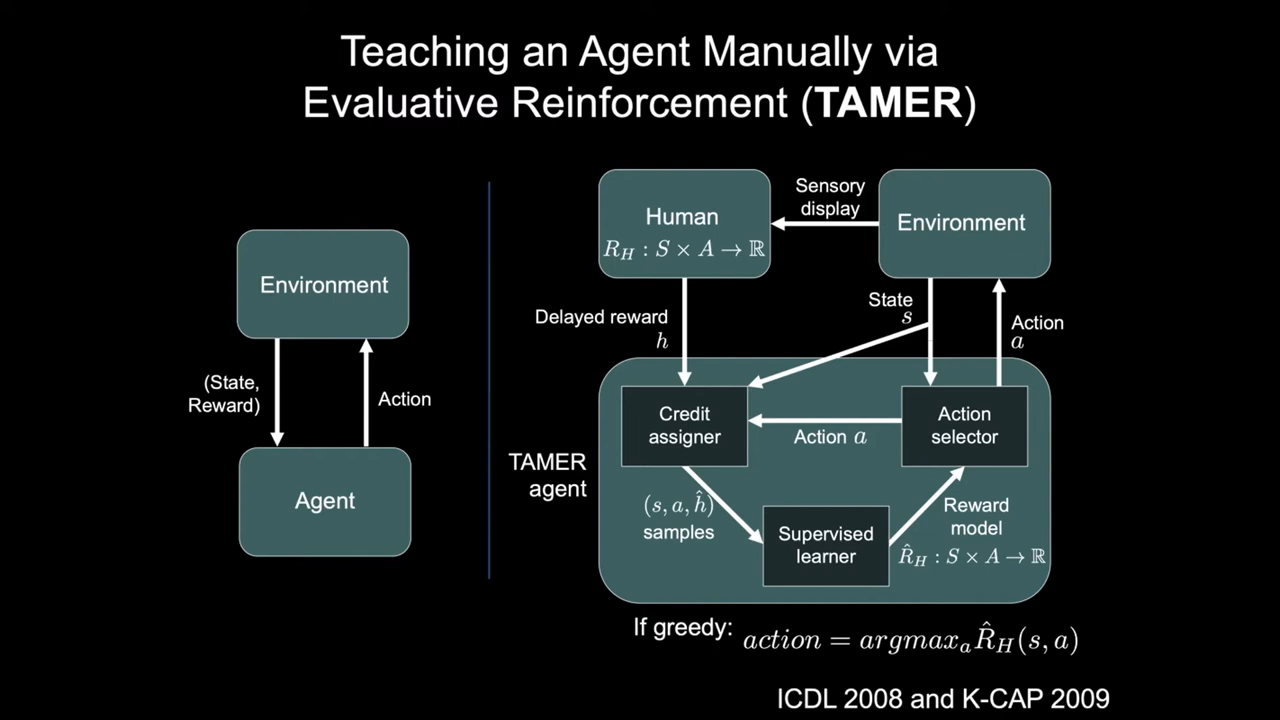 Teaching an Agent Manually via
Evaluative Reinforcement (TAMER)
Environment
(State,
Reward)
Action
Agent
Human
R_H : S × A → ℝ
Sensory
display
Environment
Delayed reward
h
State
s
Action
a
TAMER
agent
Credit
assigner
Action a
Action
selector
(s, a, ĥ)
samples
Supervised
learner
Reward
model
R̂_H : S × A → ℝ
If greedy: action = argmax_a R̂_H(s, a)
ICDL 2008 and K-CAP 2009